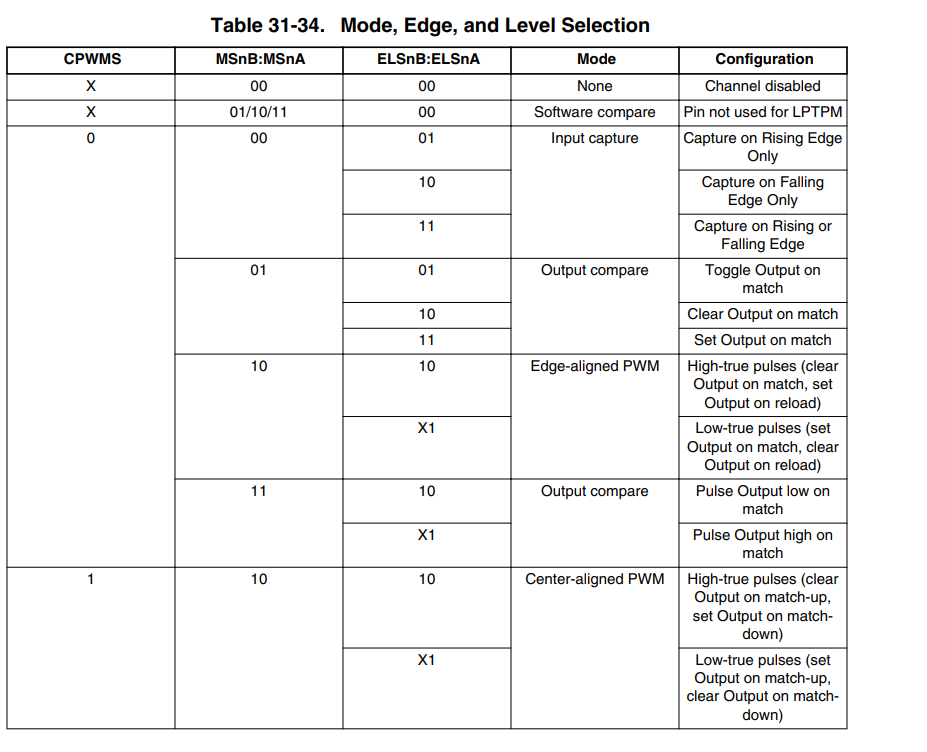 Table 31-34. Mode, Edge, and Level Selection
CPWMS MSnB:MSnA ELSnB:ELSnA Mode Configuration
X 00 00 None Channel disabled
X 01/10/11 00 Software compare Pin not used for LPTPM
0 00 01 Input capture Capture on Rising Edge
Only
10 Capture on Falling
Edge Only
11 Capture on Rising or
Falling Edge
01 01 Output compare Toggle Output on
match
10 Clear Output on match
11 Set Output on match
10 10 Edge-aligned PWM High-true pulses (clear
Output on match, set
Output on reload)
X1 Low-true pulses (set
Output on match, clear
Output on reload)
11 10 Output compare Pulse Output low on
match
X1 Pulse Output high on
match
1 10 10 Center-aligned PWM High-true pulses (clear
Output on match-up,
set Output on match-
down)
X1 Low-true pulses (set
Output on match-up,
clear Output on match-
down)